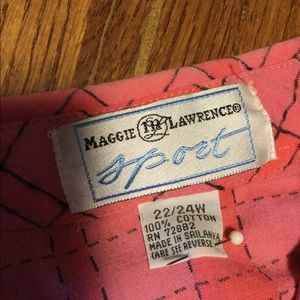 MAGGIE LAWRENCE®
sport
22/24W
100% COTTON
RN 72882
MADE IN SRI LANKA
CARE SEE REVERSE